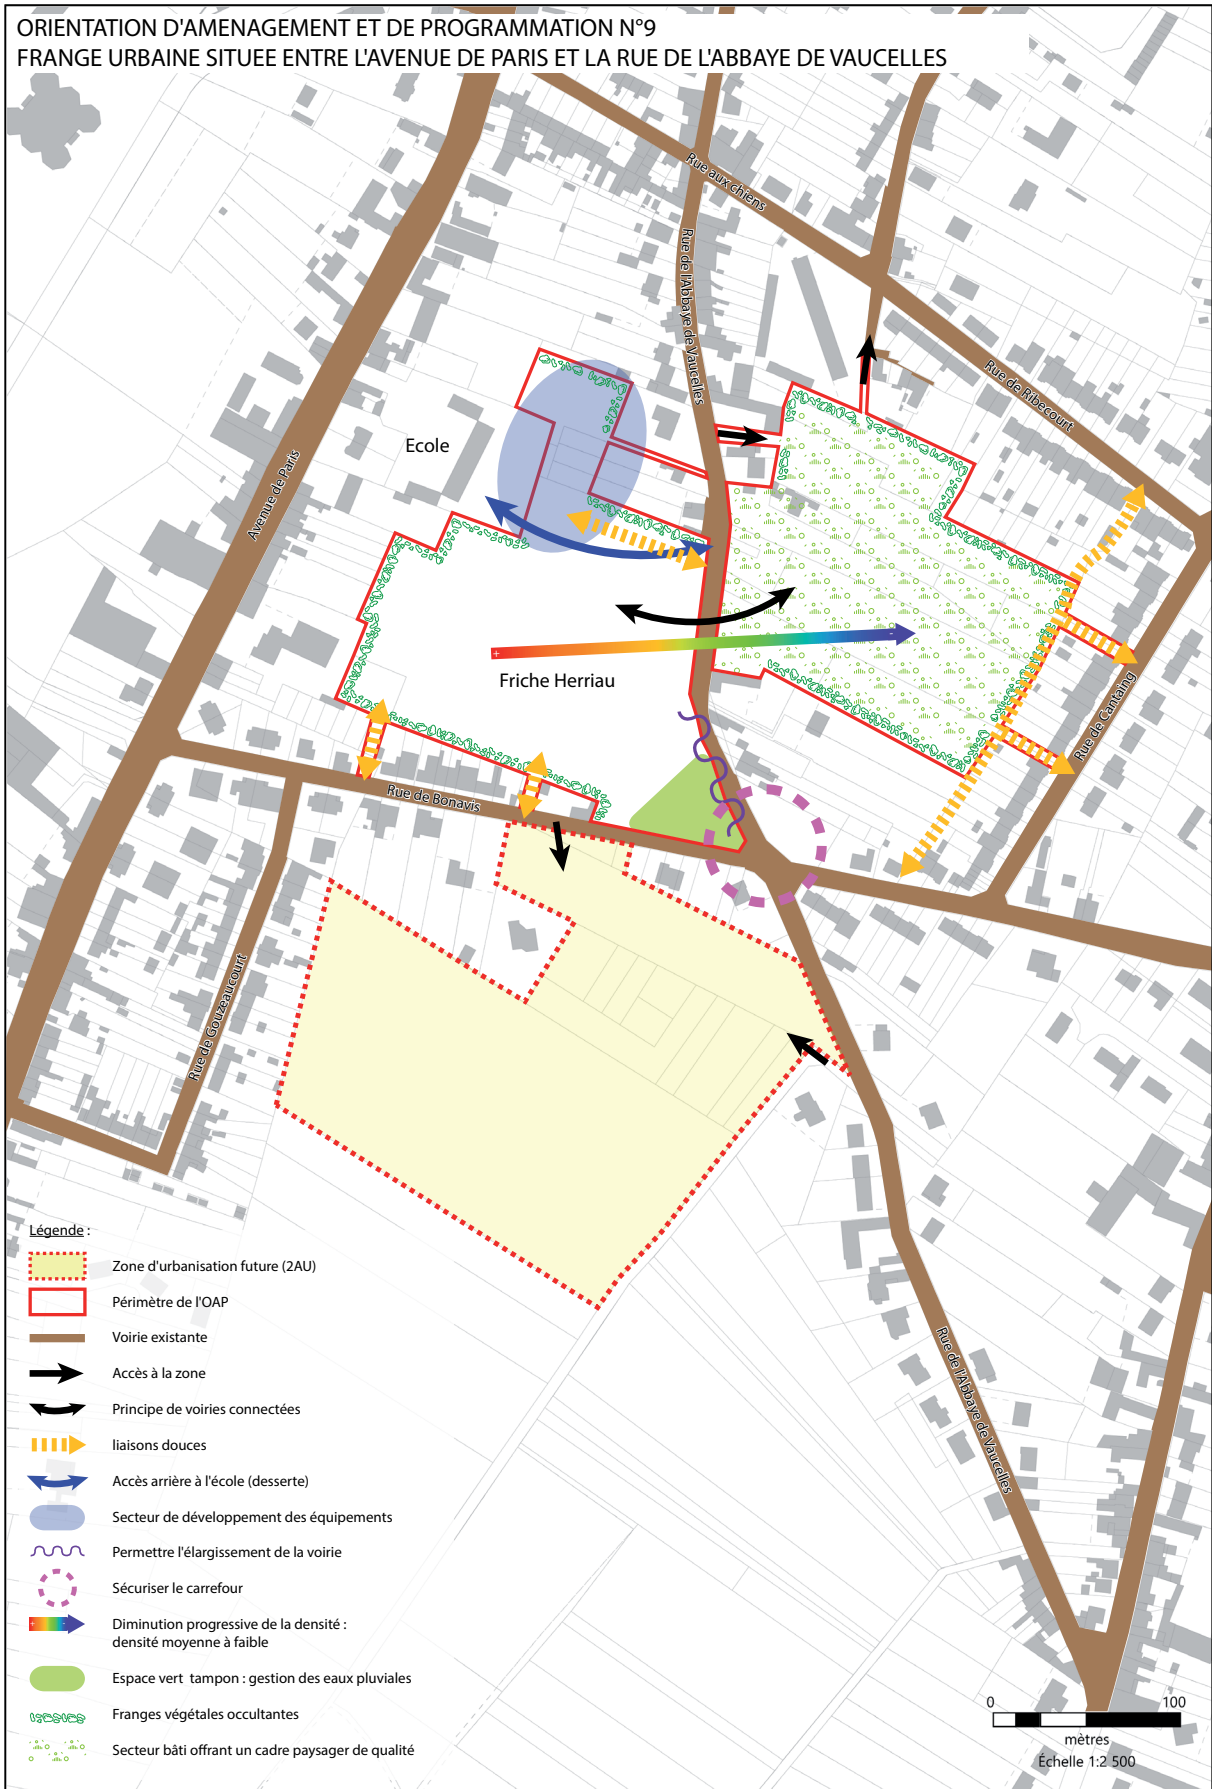 ORIENTATION D'AMENAGEMENT ET DE PROGRAMMATION N°9
FRANGE URBAINE SITUEE ENTRE L'AVENUE DE PARIS ET LA RUE DE L'ABBAYE DE VAUCELLES
Rue aux chiens
Rue de l'Abbaye de Vaucelles
Rue de Ribecourt
Ecole
Avenue de Paris
+
-
Friche Herriau
Rue de Cantaing
Rue de Bonavis
Rue de Gouzeaucourt
Rue de l'Abbaye de Vaucelles
Légende :
Zone d'urbanisation future (2AU)
Périmètre de l'OAP
Voirie existante
Accès à la zone
Principe de voiries connectées
liaisons douces
Accès arrière à l'école (desserte)
Secteur de développement des équipements
Permettre l'élargissement de la voirie
Sécuriser le carrefour
+
-
Diminution progressive de la densité :
densité moyenne à faible
Espace vert tampon : gestion des eaux pluviales
Franges végétales occultantes
Secteur bâti offrant un cadre paysager de qualité
0 100
mètres
Échelle 1:2 500